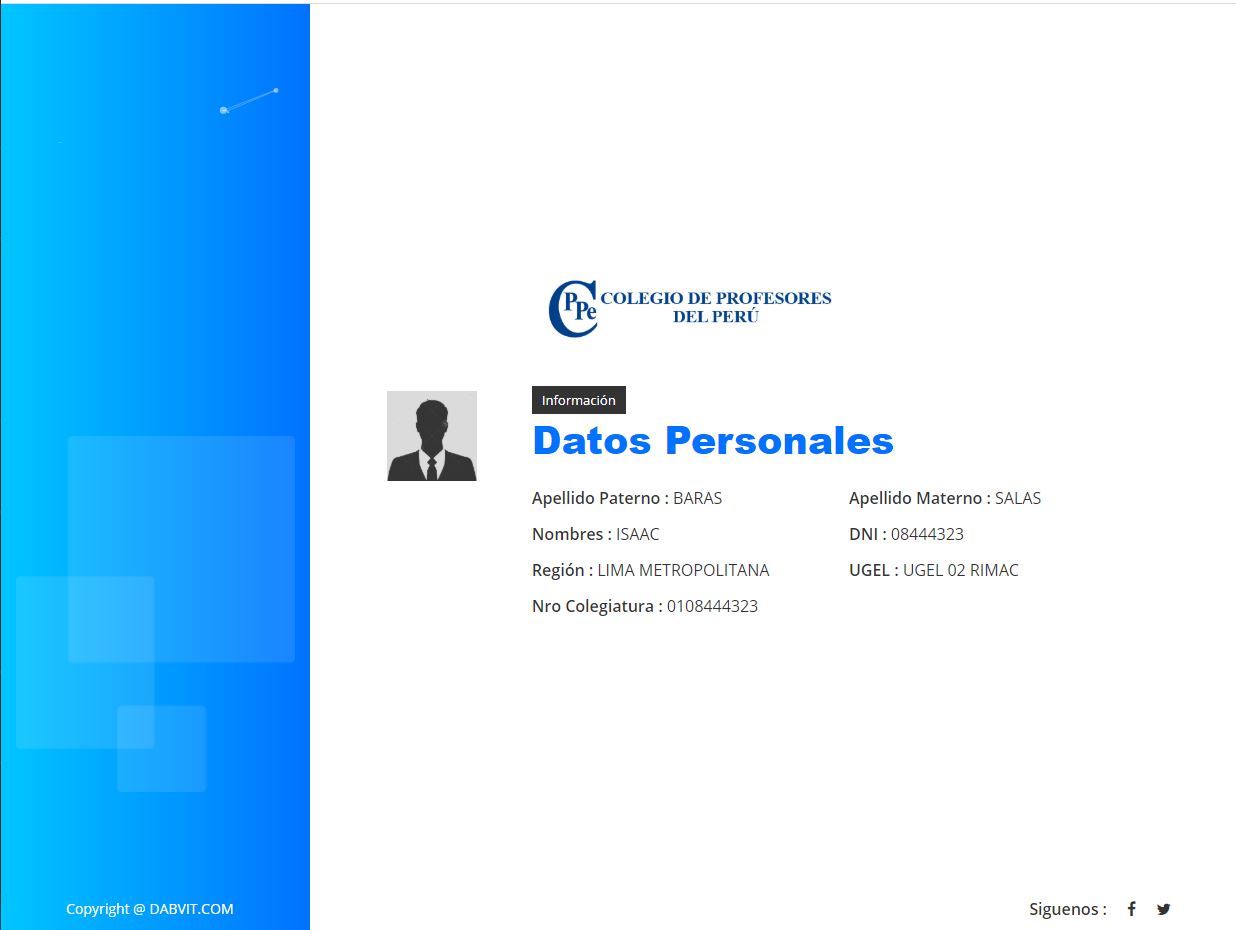 CPPe COLEGIO DE PROFESORES
DEL PERÚ
Información
Datos Personales
Apellido Paterno : BARAS Apellido Materno : SALAS
Nombres : ISAAC DNI : 08444323
Región : LIMA METROPOLITANA UGEL : UGEL 02 RIMAC
Nro Colegiatura : 0108444323
Copyright @ DABVIT.COM Siguenos :